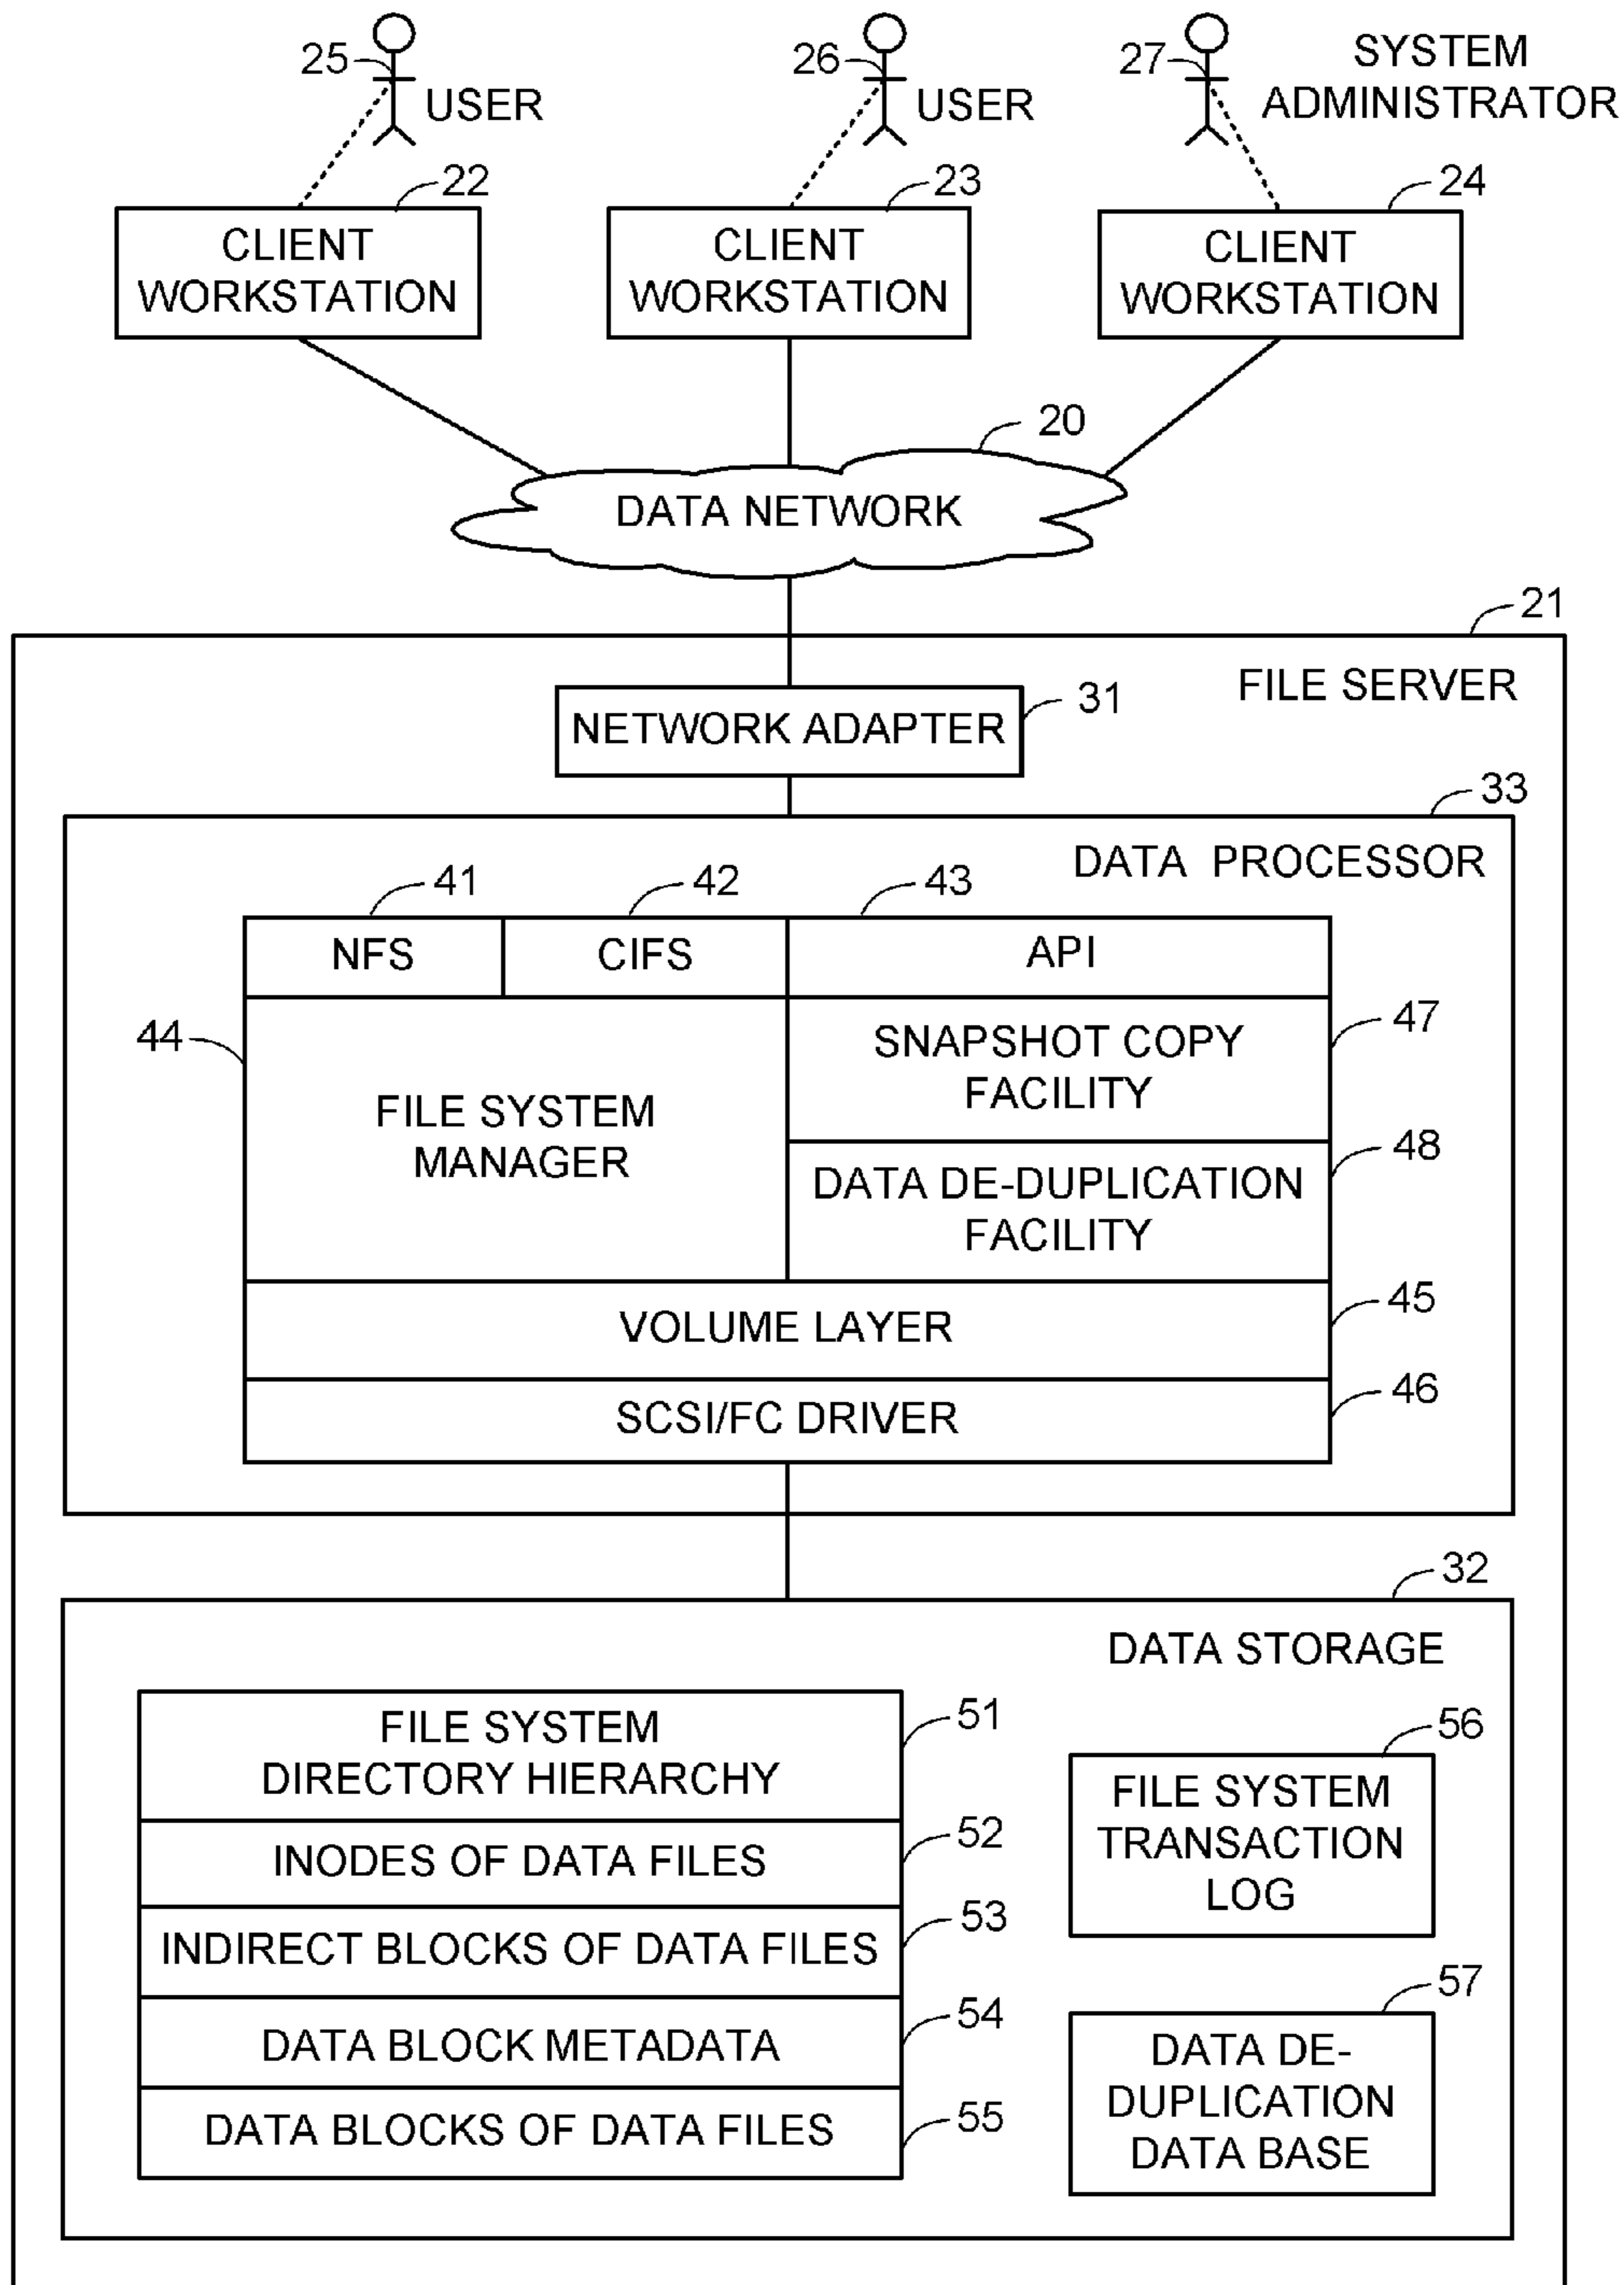 25
USER
26
USER
27
SYSTEM
ADMINISTRATOR
22
23
24
CLIENT
WORKSTATION
CLIENT
WORKSTATION
CLIENT
WORKSTATION
20
DATA NETWORK
21
FILE SERVER
31
NETWORK ADAPTER
33
DATA PROCESSOR
41
42
43
NFS
CIFS
API
44
FILE SYSTEM
MANAGER
47
SNAPSHOT COPY
FACILITY
48
DATA DE-DUPLICATION
FACILITY
45
VOLUME LAYER
46
SCSI/FC DRIVER
32
DATA STORAGE
51
FILE SYSTEM
DIRECTORY HIERARCHY
52
INODES OF DATA FILES
53
INDIRECT BLOCKS OF DATA FILES
54
DATA BLOCK METADATA
55
DATA BLOCKS OF DATA FILES
56
FILE SYSTEM
TRANSACTION
LOG
57
DATA DE-
DUPLICATION
DATA BASE